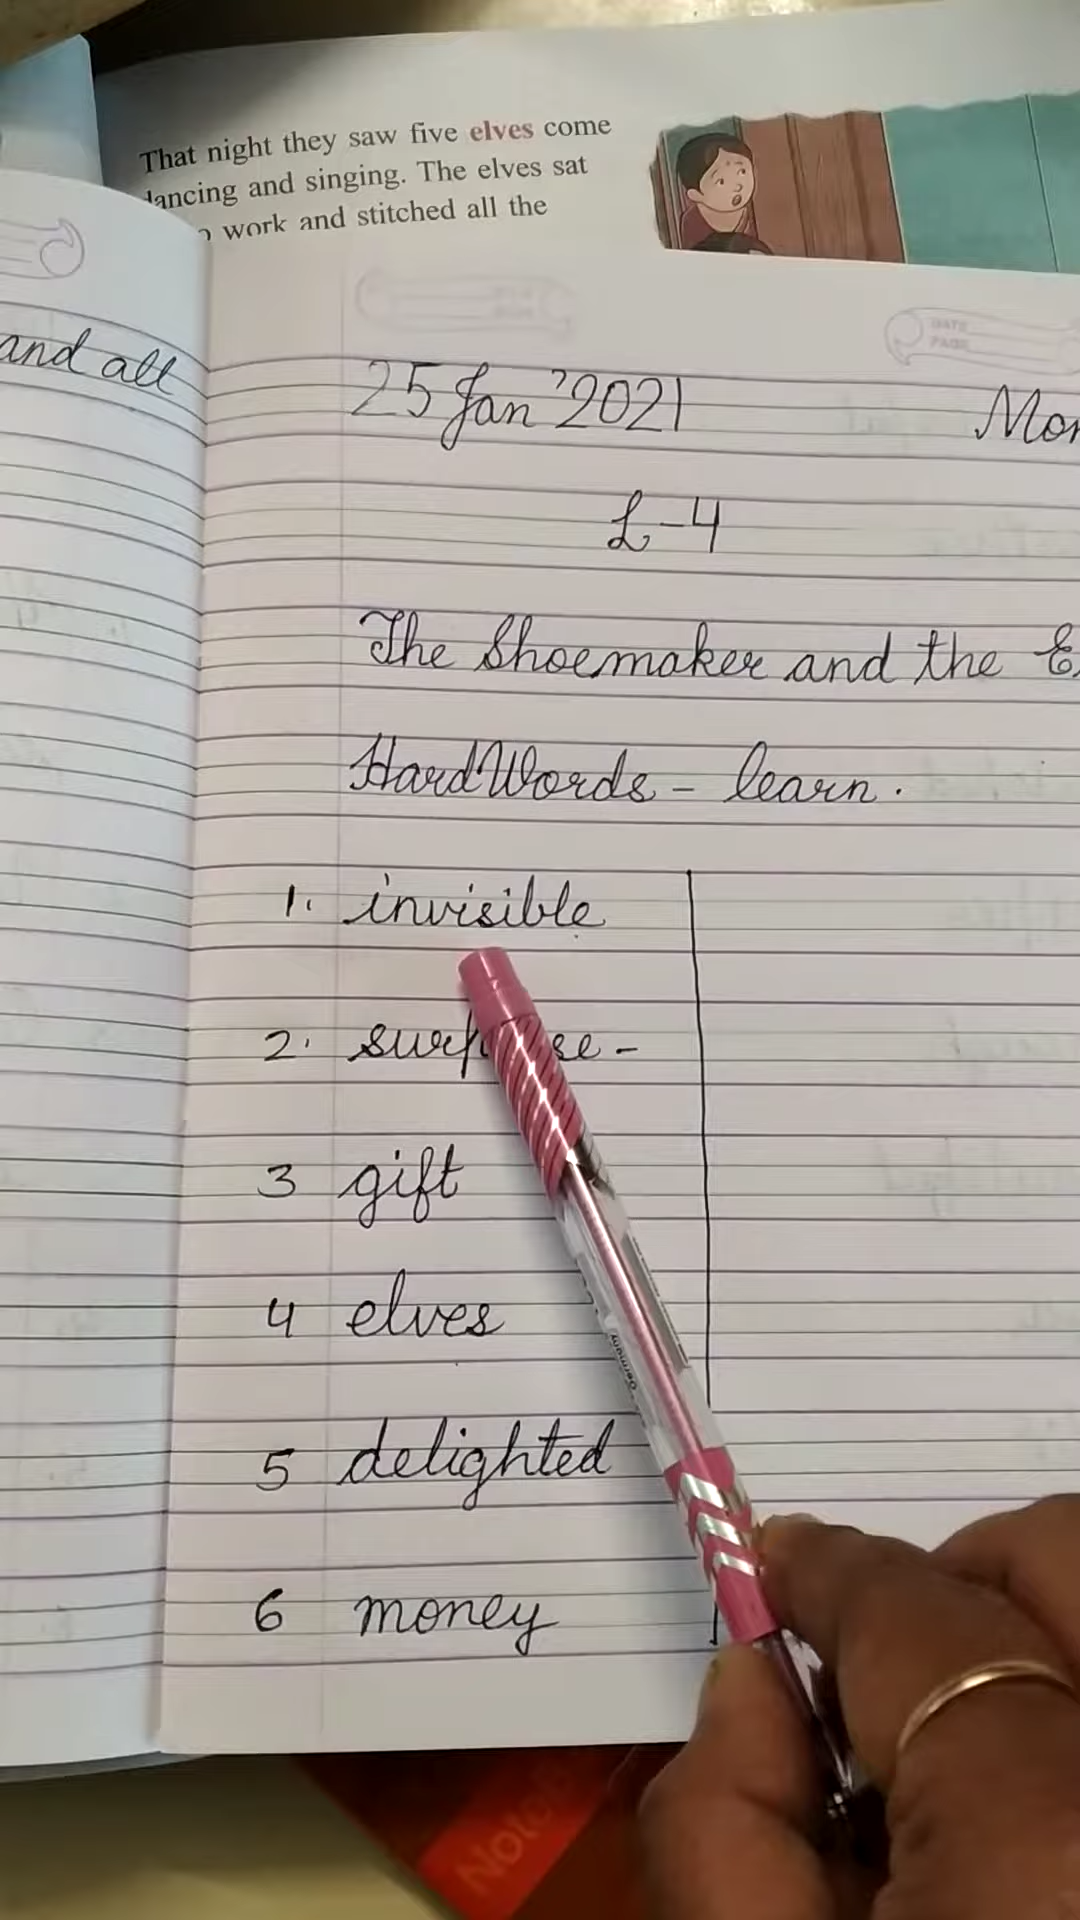 That night they saw five elves come
dancing and singing. The elves sat
work and stitched all the
and all
DATE
PAGE
25 Jan '2021
L-4
The Shoemaker and the
Hard Words - learn.
1. invisible
2.
3 gift
4 elves
5 delighted
6 money